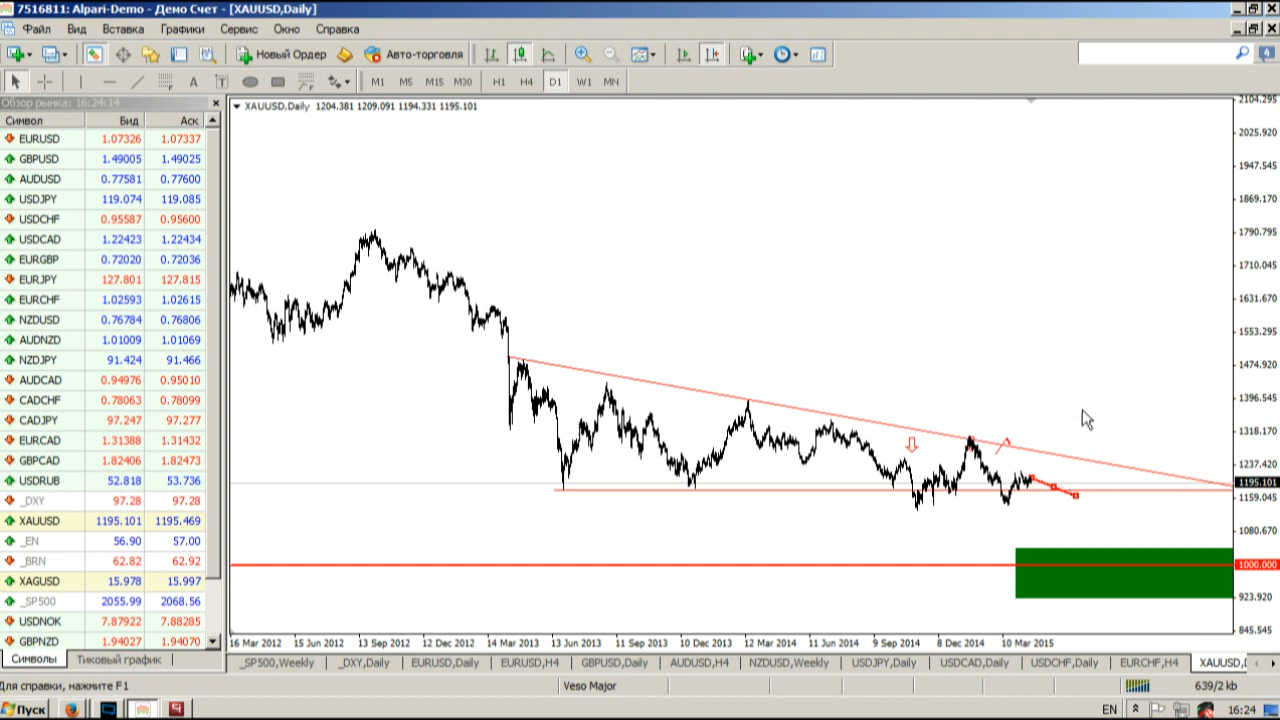 7516811: Alpari-Demo - Демо Счет - [XAUUSD,Daily]
Файл Вид Вставка Графики Сервис Окно Справка
Новый Ордер Авто-торговля
4
A T M1 M5 M15 M30 H1 H4 D1 W1 MN
Обзор рынка: 16:24:14
Символ Бид Аск
EURUSD 1.07326 1.07337
GBPUSD 1.49005 1.49025
AUDUSD 0.77581 0.77600
USDJPY 119.074 119.085
USDCHF 0.95587 0.95600
USDCAD 1.22423 1.22434
EURGBP 0.72020 0.72036
EURJPY 127.801 127.815
EURCHF 1.02593 1.02615
NZDUSD 0.76784 0.76806
AUDNZD 1.01009 1.01069
NZDJPY 91.424 91.466
AUDCAD 0.94976 0.95010
CADCHF 0.78063 0.78099
CADJPY 97.247 97.277
EURCAD 1.31388 1.31432
GBPCAD 1.82406 1.82473
USDRUB 52.818 53.736
_DXY 97.28 97.28
XAUUSD 1195.101 1195.469
_EN 56.90 57.00
_BRN 62.82 62.92
XAGUSD 15.978 15.997
_SP500 2055.99 2068.56
USDNOK 7.87922 7.88285
GBPNZD 1.94027 1.94070
Символы Тиковый график
XAUUSD,Daily 1204.381 1209.091 1194.331 1195.101
2104.295
2025.920
1947.545
1869.170
1790.795
1710.045
1631.670
1553.295
1474.920
1396.545
1318.170
1237.420
1195.101
1159.045
1080.670
1000.000
923.920
845.545
16 Mar 2012 15 Jun 2012 13 Sep 2012 12 Dec 2012 14 Mar 2013 13 Jun 2013 11 Sep 2013 10 Dec 2013 12 Mar 2014 11 Jun 2014 9 Sep 2014 8 Dec 2014 10 Mar 2015
_SP500,Weekly _DXY,Daily EURUSD,Daily EURUSD,H4 GBPUSD,Daily AUDUSD,H4 NZDUSD,Weekly USDJPY,Daily USDCAD,Daily USDCHF,Daily EURCHF,H4 XAUUSD,D
Для справки, нажмите F1 Veso Major 639/2 kb
Пуск EN 16:24